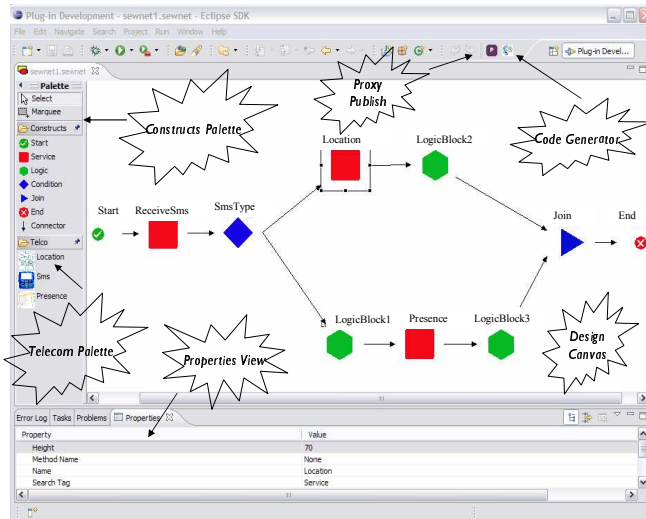 Plug-in Development - sewnet1.sewnet - Eclipse SDK
File Edit Navigate Search Project Run Window Help
Plug-in Devel...
sewnet1.sewnet
Palette
Select
Marquee
Constructs
Start
Service
Logic
Condition
Join
End
Connector
Telco
Location
Sms
Presence
Constructs Palette
Proxy
Publish
Code Generator
Telecom Palette
Properties View
Design
Canvas
Start
ReceiveSms
SmsType
Location
LogicBlock2
Join
End
LogicBlock1
Presence
LogicBlock3
Error Log Tasks Problems Properties
Property Value
Height 70
Method Name None
Name Location
Search Tag Service